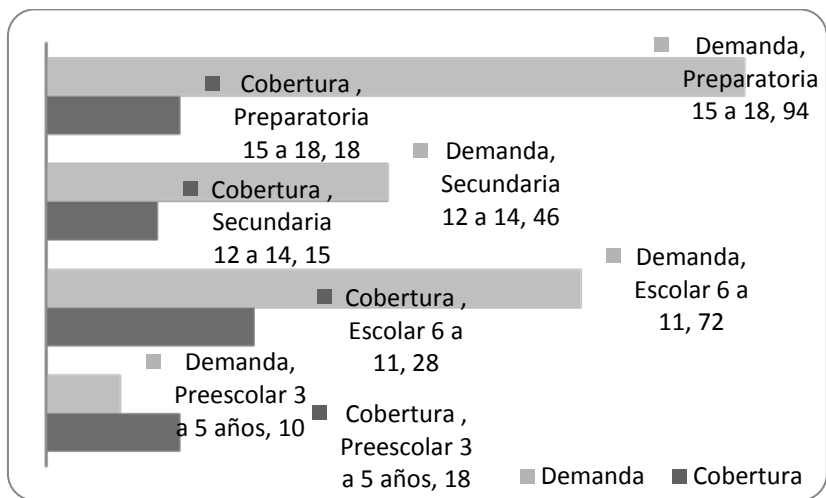 Demanda,
Preparatoria
15 a 18, 94
Cobertura ,
Preparatoria
15 a 18, 18
Demanda,
Secundaria
12 a 14, 46
Cobertura ,
Secundaria
12 a 14, 15
Demanda,
Escolar 6 a
11, 72
Cobertura ,
Escolar 6 a
11, 28
Demanda,
Preescolar 3
a 5 años, 10
Cobertura ,
Preescolar 3
a 5 años, 18
Demanda Cobertura